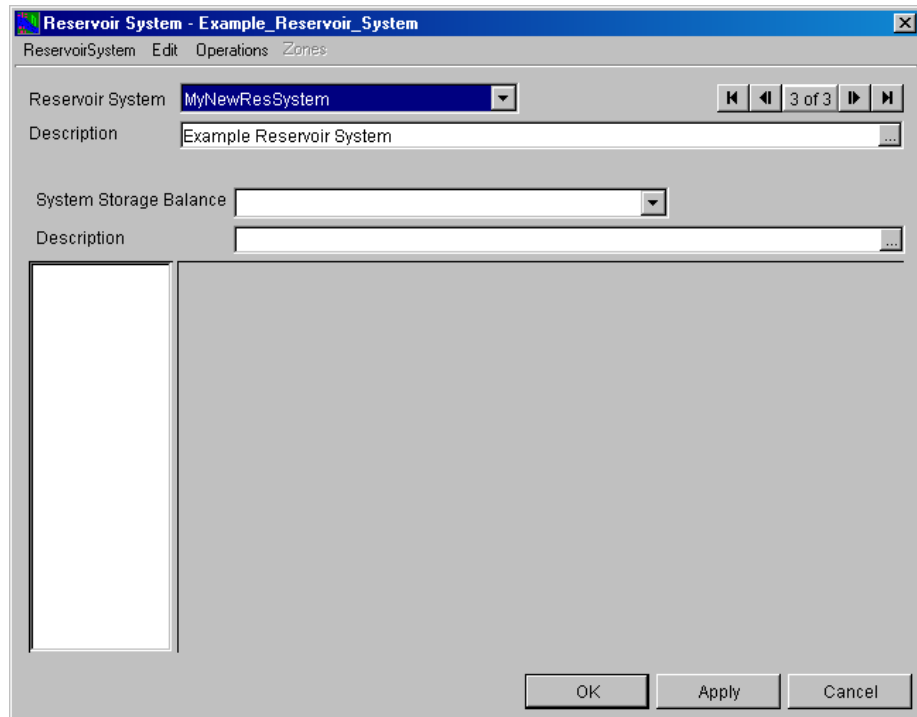 Reservoir System - Example_Reservoir_System
ReservoirSystem Edit Operations Zones
Reservoir System MyNewResSystem 3 of 3
Description Example Reservoir System ...
System Storage Balance
Description ...
OK Apply Cancel